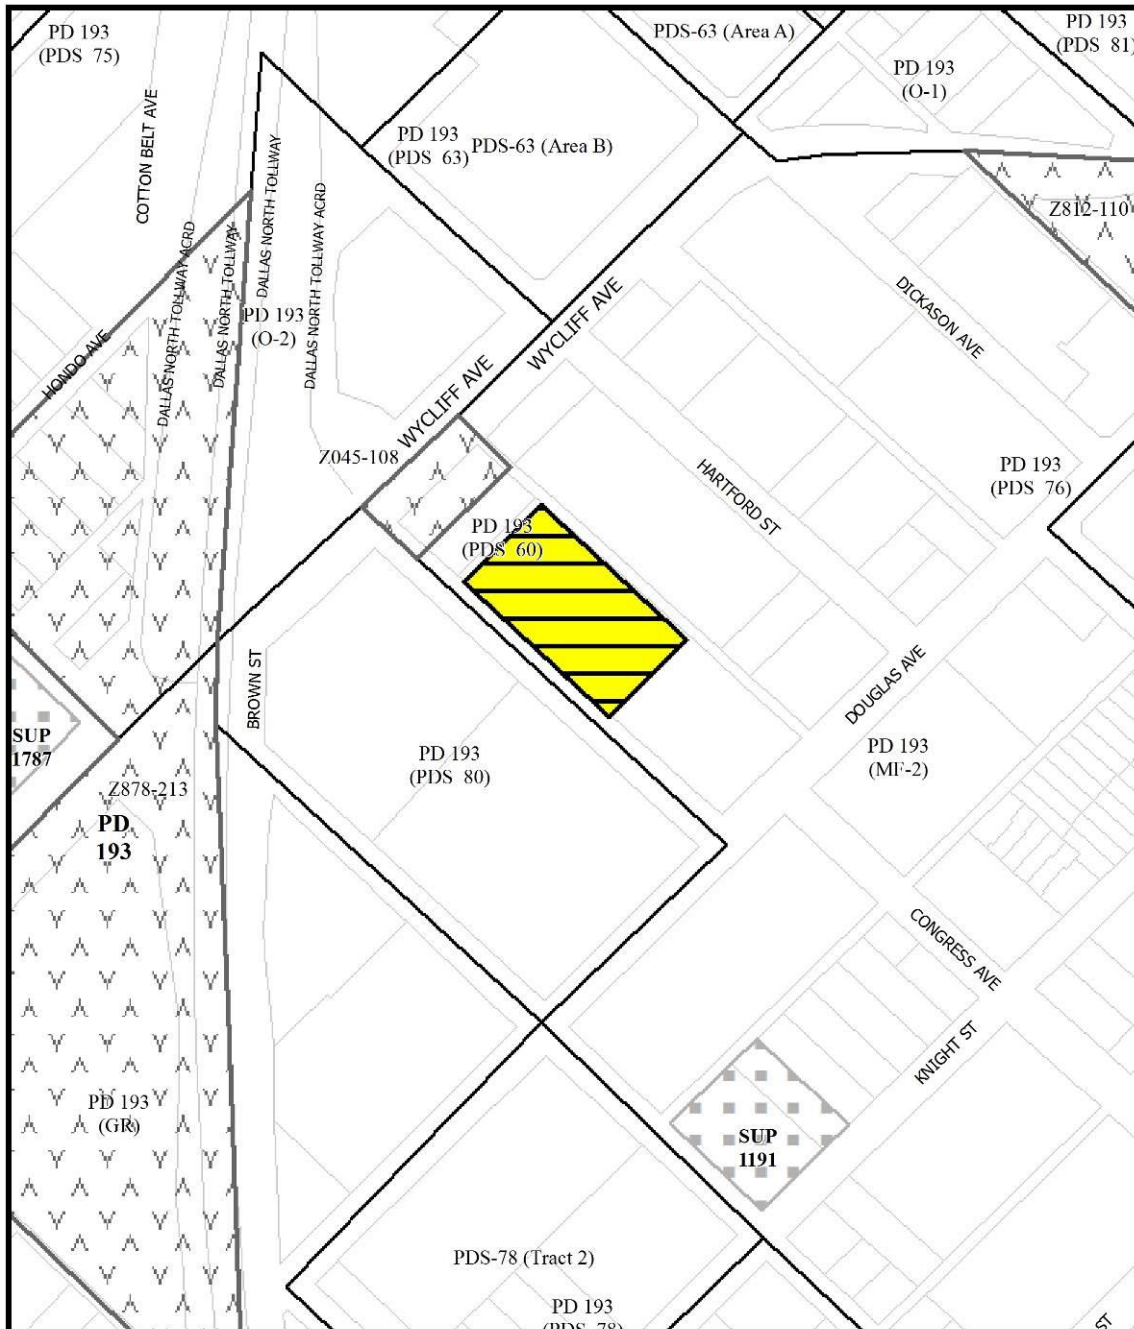 PD 193
(PDS 75)
PDS-63 (Area A)
PD 193
(PDS 81)
PD 193
(O-1)
COTTON BELT AVE
PD 193
(PDS 63)
PDS-63 (Area B)
DALLAS NORTH TOLLWAY
DALLAS NORTH TOLLWAY ACRD
Z812-110
DALLAS NORTH TOLLWAY ACRD
DALLAS NORTH TOLLWAY
PD 193
(O-2)
WYCLIFF AVE
DICKASON AVE
HONDO AVE
WYCLIFF AVE
Z045-108
HARTFORD ST
PD 193
(PDS 76)
PD 193
(PDS 60)
BROWN ST
DOUGLAS AVE
SUP
1787
PD 193
(PDS 80)
PD 193
(MF-2)
Z878-213
PD
193
CONGRESS AVE
KNIGHT ST
PD 193
(GR)
SUP
1191
PDS-78 (Tract 2)
PD 193
(PDS 78)
ST